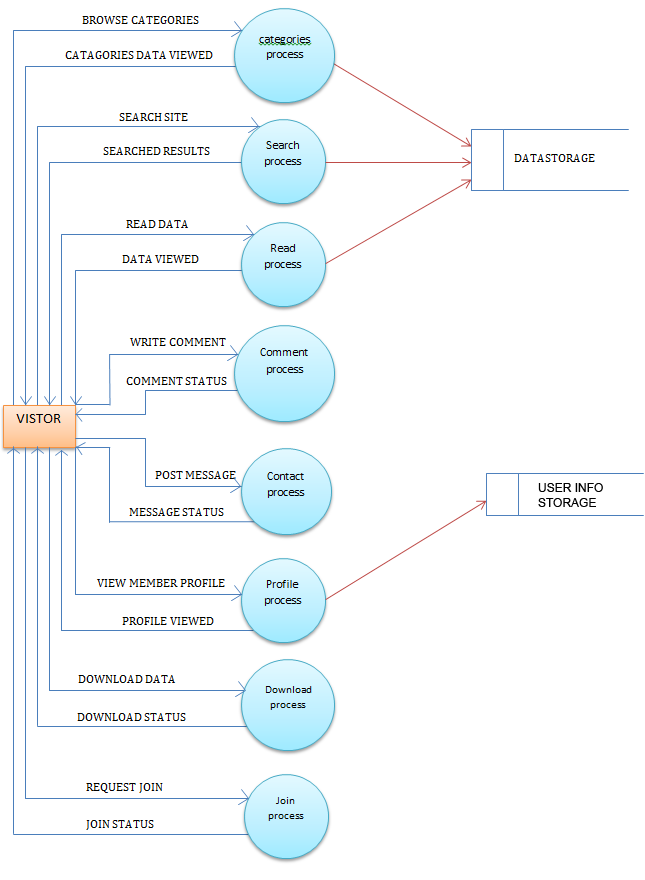 BROWSE CATEGORIES
CATAGORIES DATA VIEWED
categories
process
SEARCH SITE
SEARCHED RESULTS
Search
process
DATASTORAGE
READ DATA
DATA VIEWED
Read
process
WRITE COMMENT
COMMENT STATUS
Comment
process
VISTOR
POST MESSAGE
MESSAGE STATUS
Contact
process
USER INFO
STORAGE
VIEW MEMBER PROFILE
PROFILE VIEWED
Profile
process
DOWNLOAD DATA
DOWNLOAD STATUS
Download
process
REQUEST JOIN
JOIN STATUS
Join
process